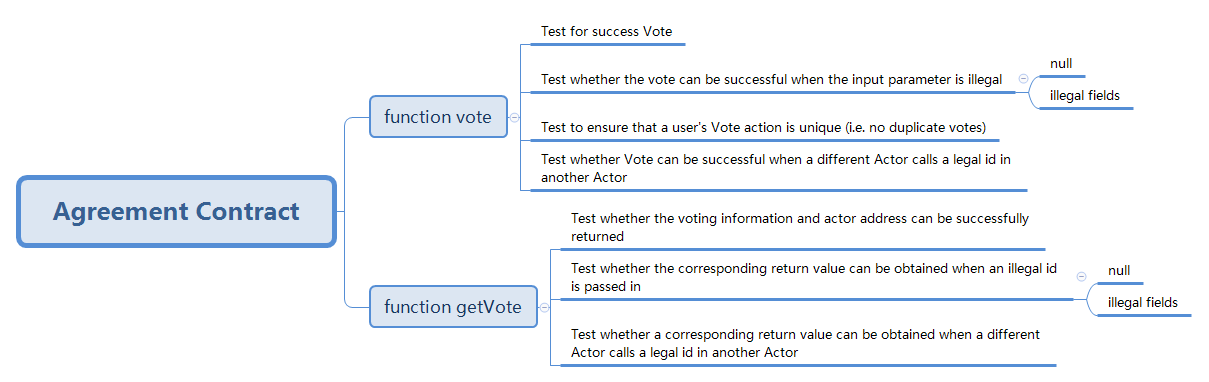 Agreement Contract
function vote
Test for success Vote
Test whether the vote can be successful when the input parameter is illegal
null
illegal fields
Test to ensure that a user's Vote action is unique (i.e. no duplicate votes)
Test whether Vote can be successful when a different Actor calls a legal id in
another Actor
function getVote
Test whether the voting information and actor address can be successfully
returned
Test whether the corresponding return value can be obtained when an illegal id
is passed in
null
illegal fields
Test whether a corresponding return value can be obtained when a different
Actor calls a legal id in another Actor